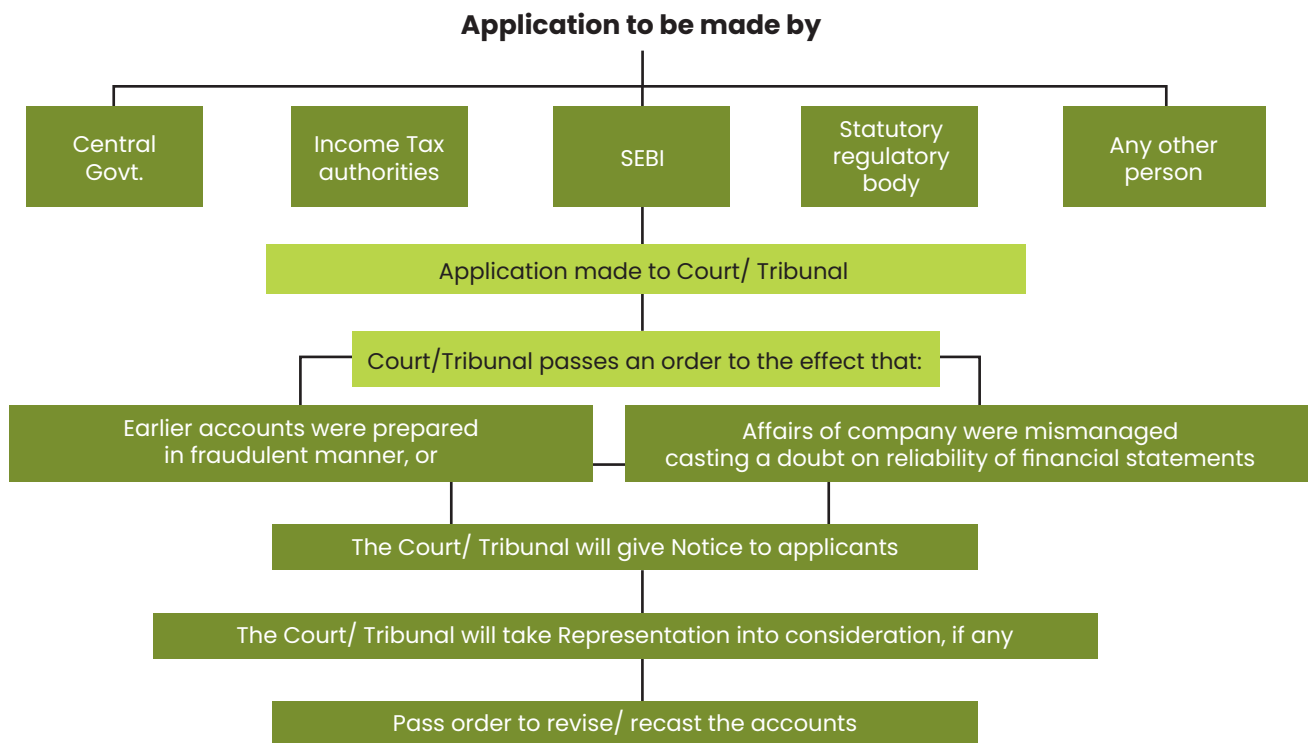 Application to be made by
Central
Govt.
Income Tax
authorities
SEBI
Statutory
regulatory
body
Any other
person
Application made to Court/ Tribunal
Court/Tribunal passes an order to the effect that:
Earlier accounts were prepared
in fraudulent manner, or
Affairs of company were mismanaged
casting a doubt on reliability of financial statements
The Court/ Tribunal will give Notice to applicants
The Court/ Tribunal will take Representation into consideration, if any
Pass order to revise/ recast the accounts